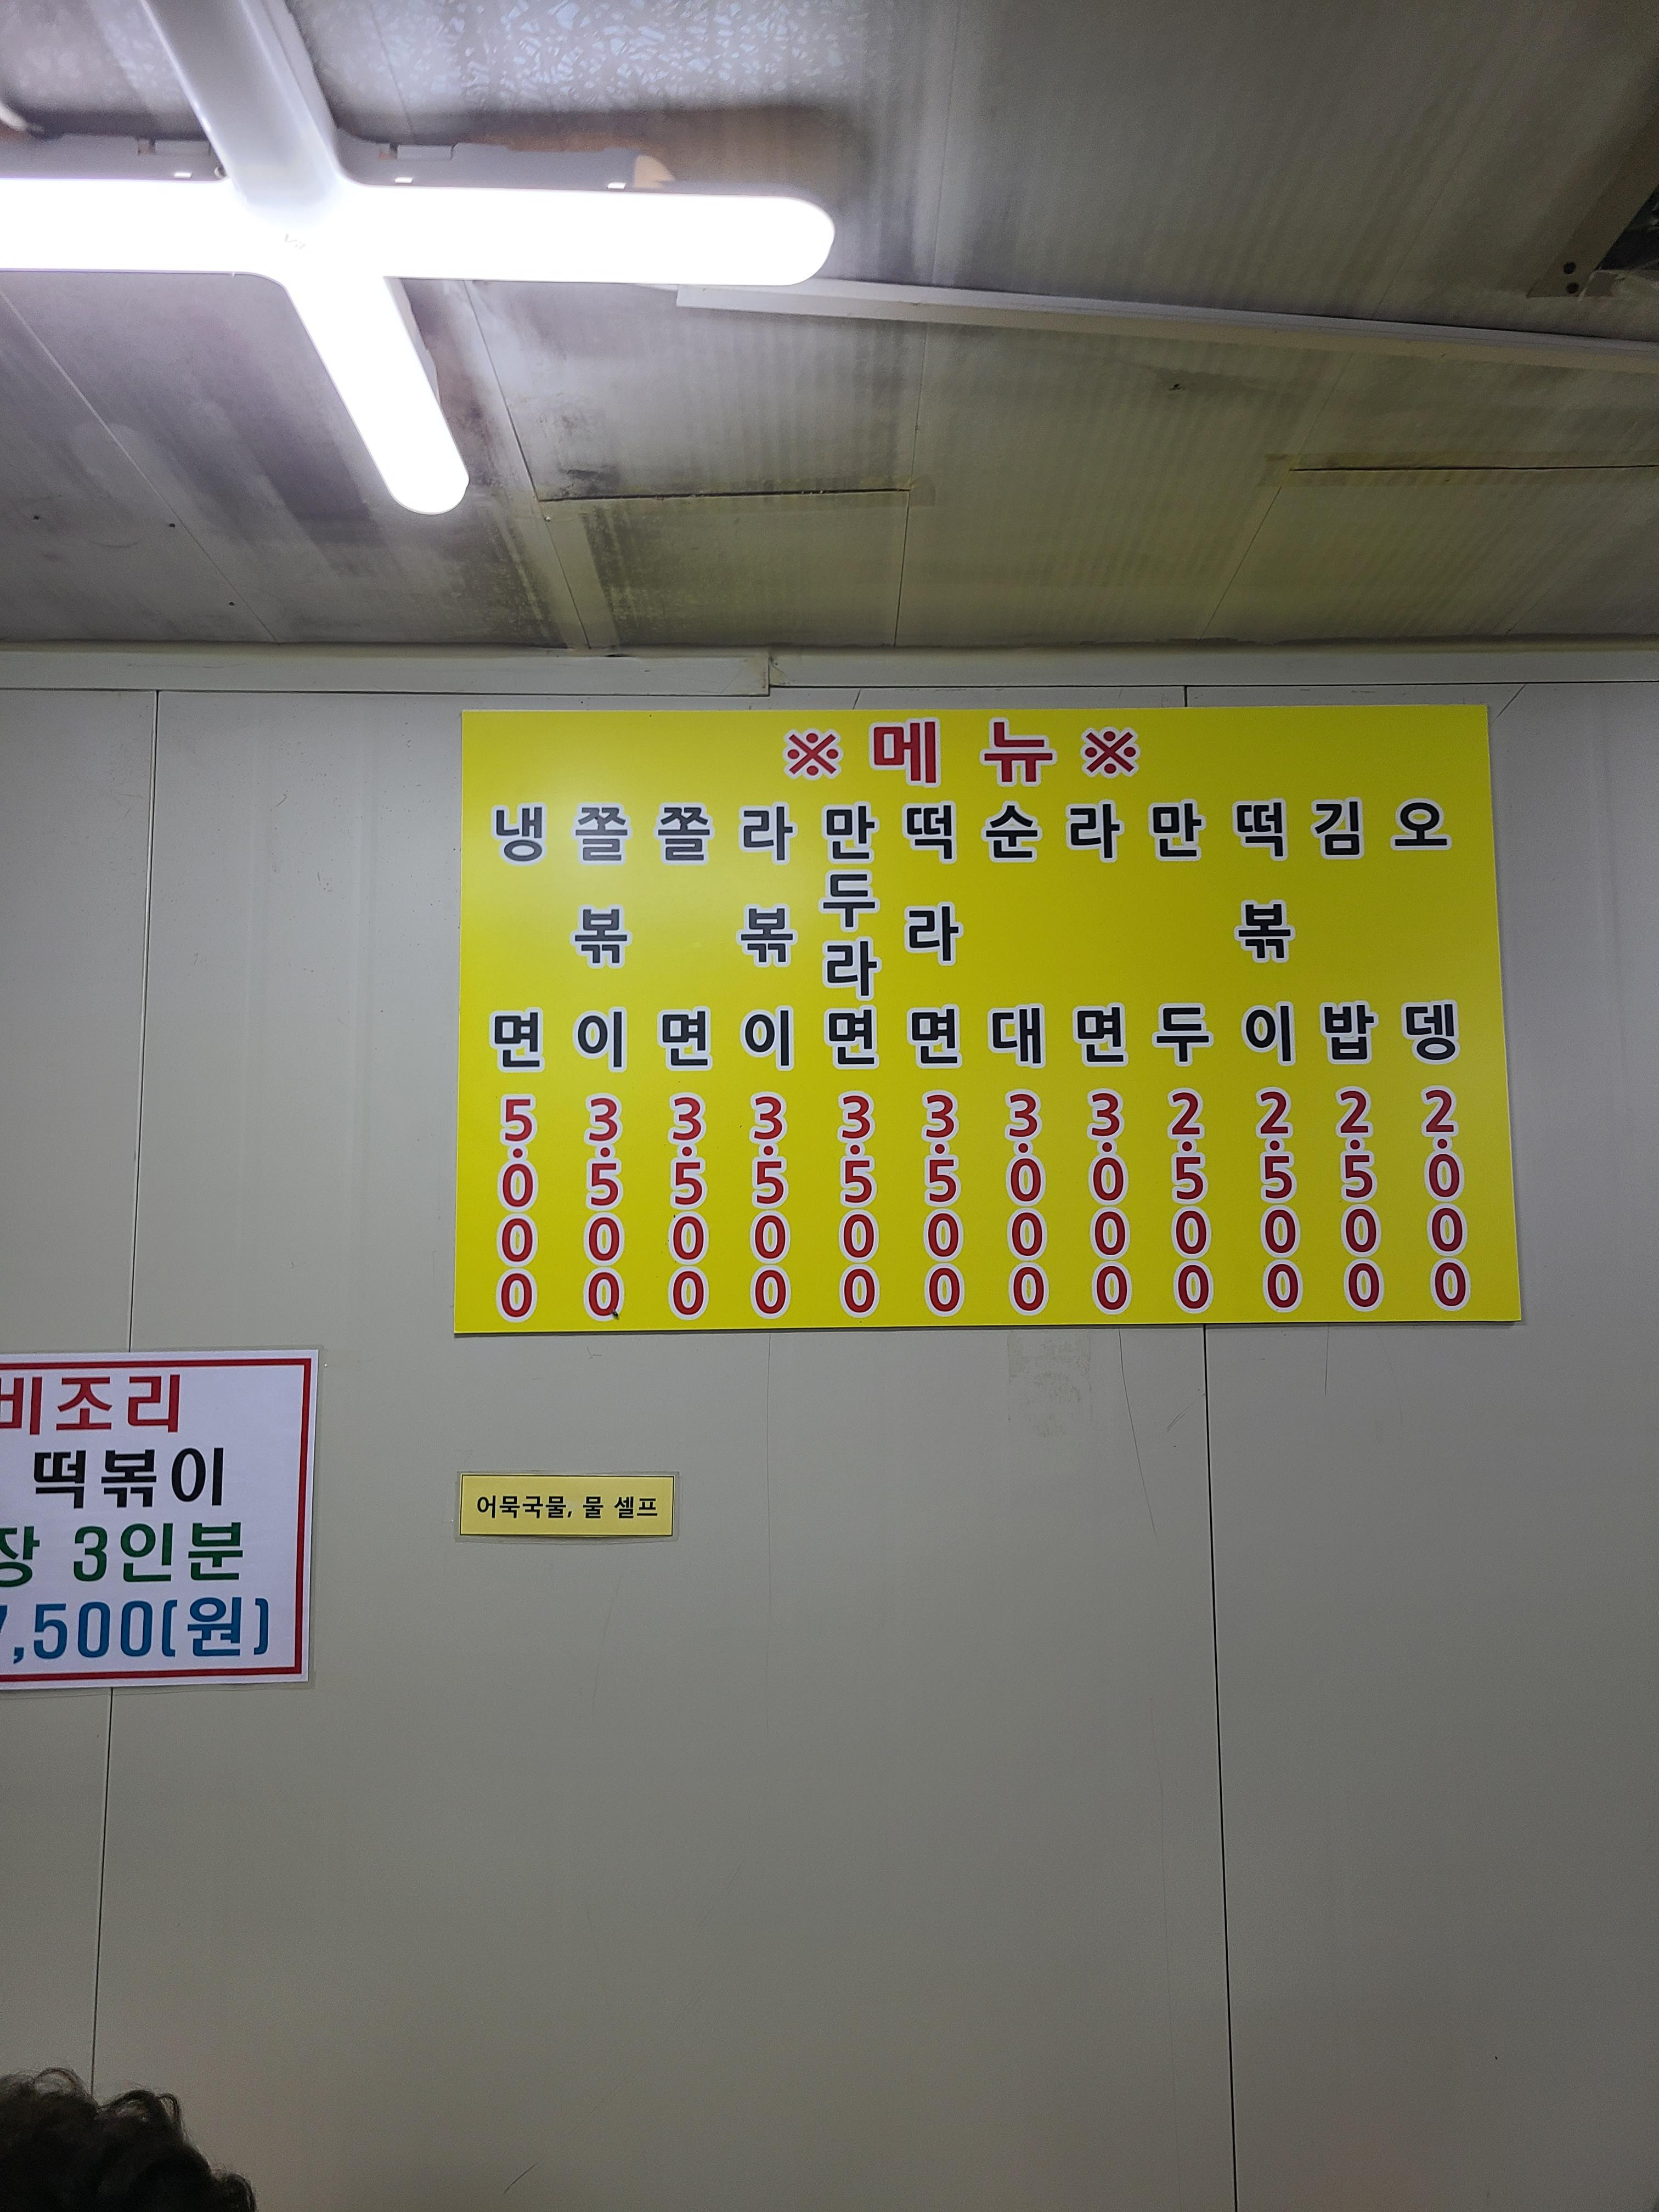 ※ 메 뉴 ※
냉면 5.000
쫄볶이 3.500
쫄면 3.500
라볶이 3.500
만두라면 3.500
떡라면 3.500
순대 3.000
라면 3.000
만두 2.500
떡볶이 2.500
김밥 2.500
오뎅 2.000
비조리
떡볶이
장 3인분
7,500(원)
어묵국물, 물 셀프